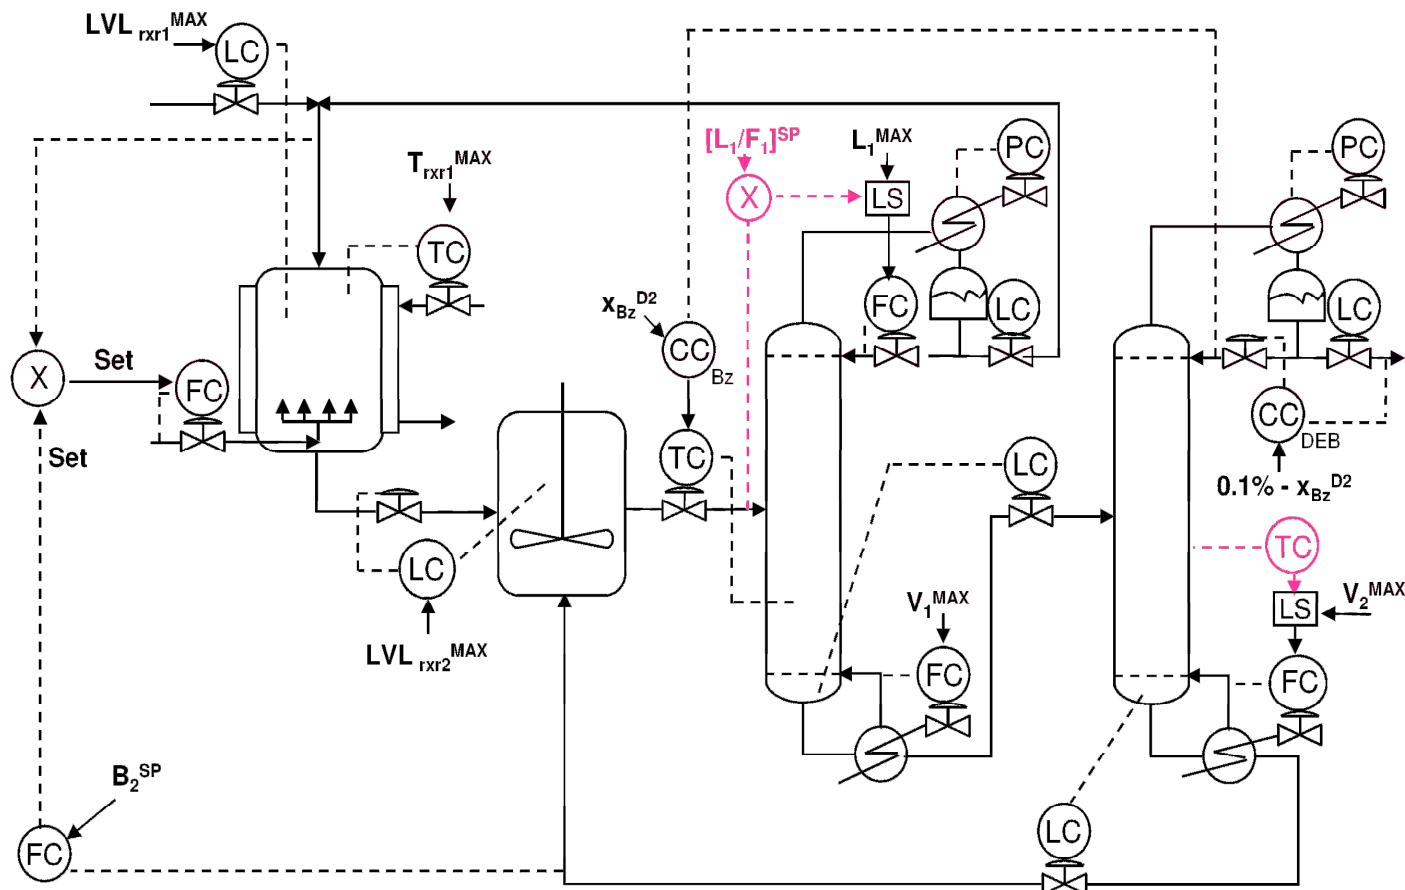 LVL rxr1 MAX
LC
[L1/F1]SP
L1 MAX
PC
PC
Trxr1 MAX
X
LS
TC
FC
LC
LC
xBz D2
CC
Bz
X
Set
FC
CC
DEB
Set
TC
LC
0.1% - xBz D2
TC
LC
V1 MAX
LS
V2 MAX
LVL rxr2 MAX
FC
FC
B2 SP
FC
LC